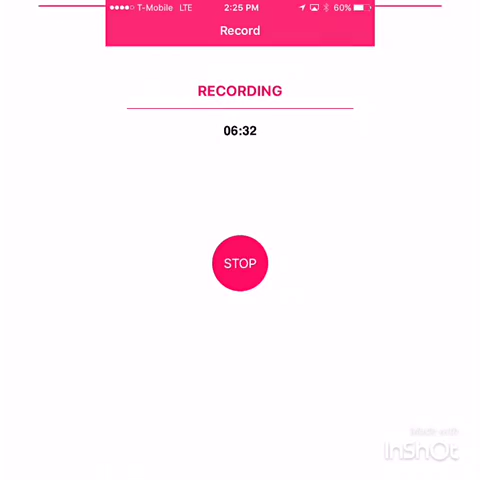 T-Mobile LTE 2:25 PM 60%
Record
RECORDING
06:32
STOP
Made with
InShOt